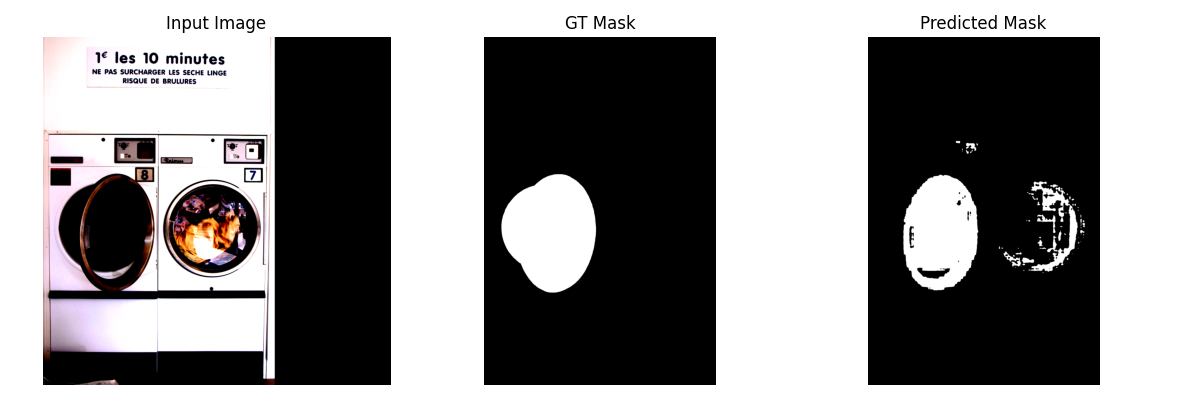 Input Image
GT Mask
Predicted Mask
1€ les 10 minutes
NE PAS SURCHARGER LES SECHE LINGE
RISQUE DE BRULURES
8
7